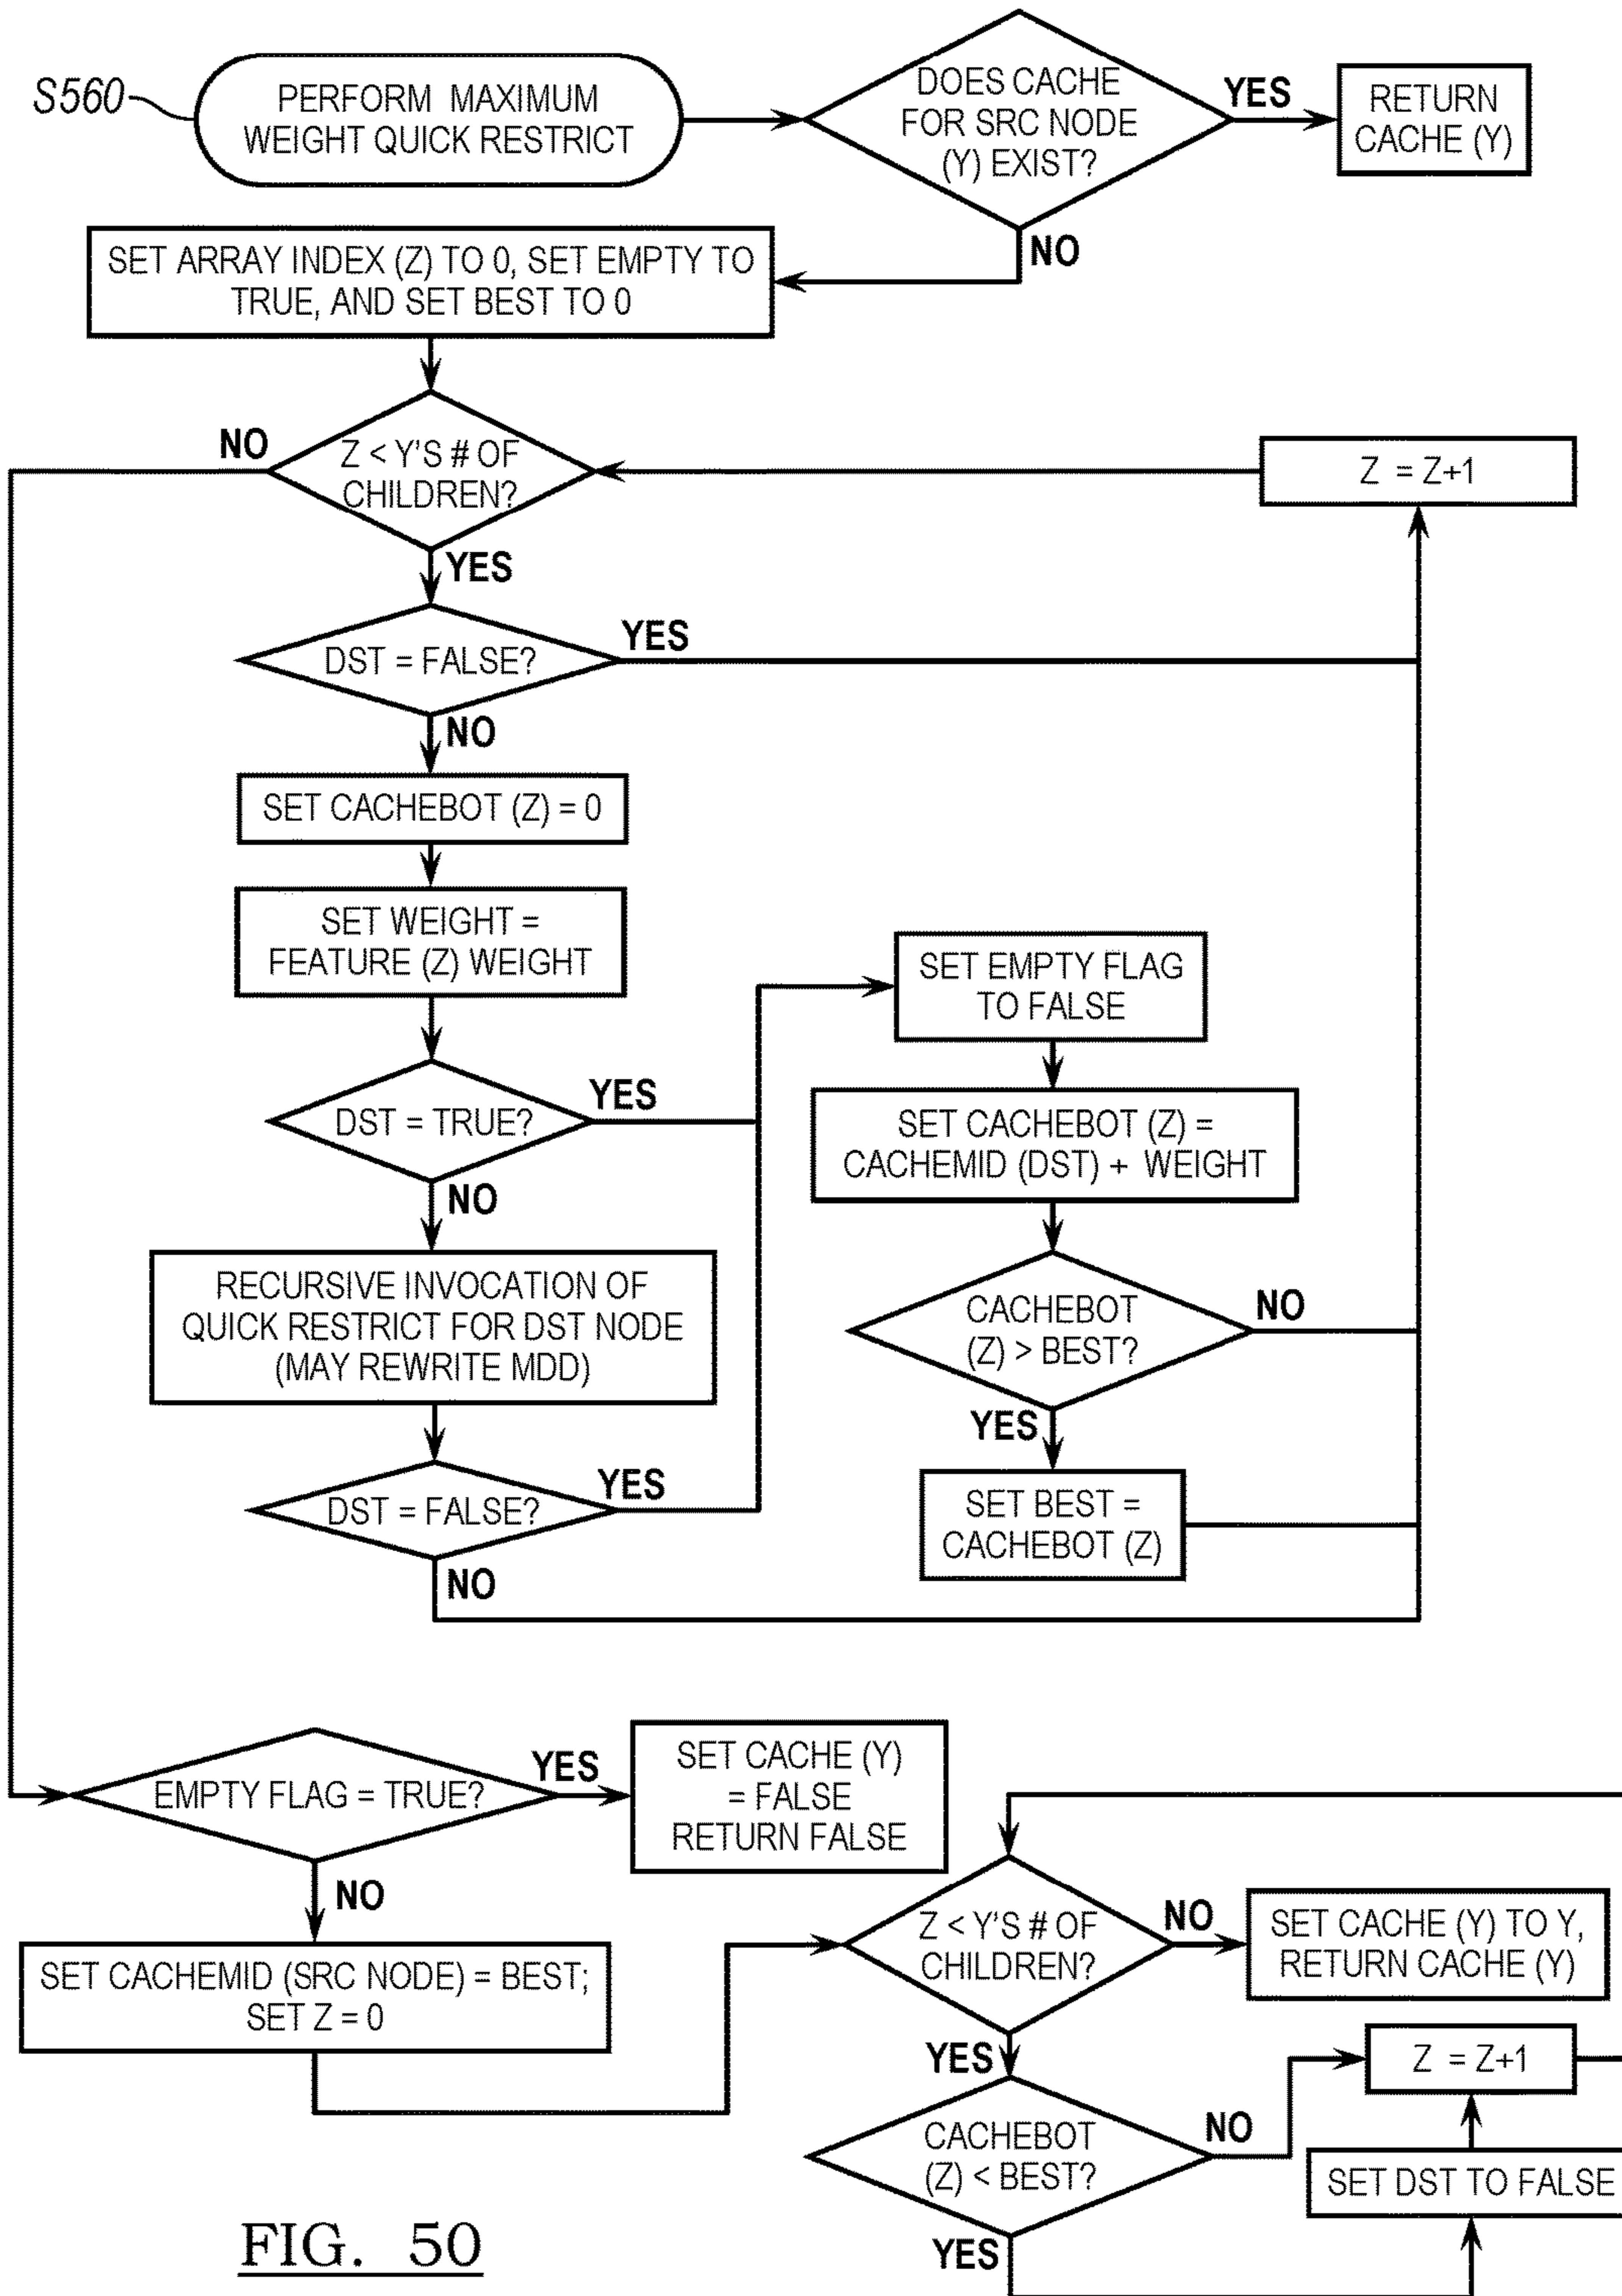 S560
PERFORM MAXIMUM
WEIGHT QUICK RESTRICT
DOES CACHE
FOR SRC NODE
(Y) EXIST?
YES
RETURN
CACHE (Y)
NO
SET ARRAY INDEX (Z) TO 0, SET EMPTY TO
TRUE, AND SET BEST TO 0
NO
Z < Y'S # OF
CHILDREN?
Z = Z+1
YES
DST = FALSE?
YES
NO
SET CACHEBOT (Z) = 0
SET WEIGHT =
FEATURE (Z) WEIGHT
SET EMPTY FLAG
TO FALSE
DST = TRUE?
YES
SET CACHEBOT (Z) =
CACHEMID (DST) + WEIGHT
NO
RECURSIVE INVOCATION OF
QUICK RESTRICT FOR DST NODE
(MAY REWRITE MDD)
CACHEBOT
(Z) > BEST?
NO
YES
DST = FALSE?
YES
SET BEST =
CACHEBOT (Z)
NO
EMPTY FLAG = TRUE?
YES
SET CACHE (Y)
= FALSE
RETURN FALSE
NO
SET CACHEMID (SRC NODE) = BEST;
SET Z = 0
Z < Y'S # OF
CHILDREN?
NO
SET CACHE (Y) TO Y,
RETURN CACHE (Y)
YES
Z = Z+1
CACHEBOT
(Z) < BEST?
NO
SET DST TO FALSE
YES
FIG. 50